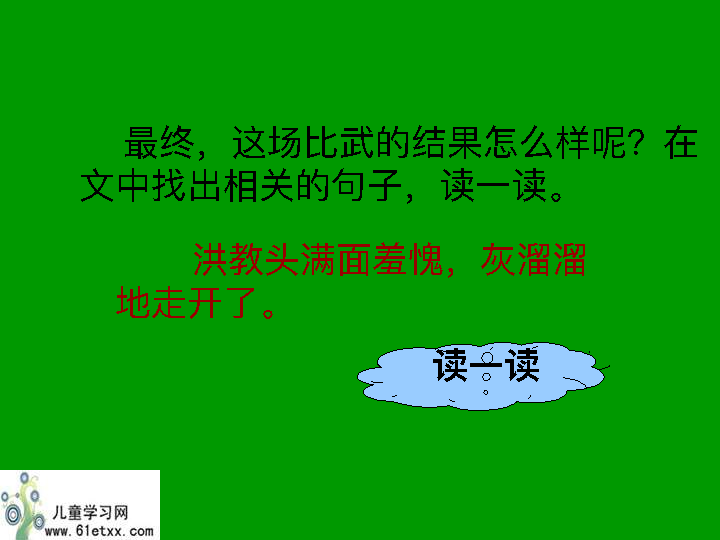 最终，这场比武的结果怎么样呢？在
文中找出相关的句子，读一读。
洪教头满面羞愧，灰溜溜
地走开了。
读一读
儿童学习网
www.61etxx.com